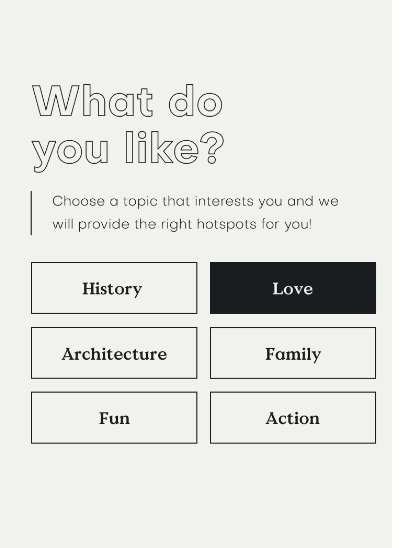 What do
you like?
Choose a topic that interests you and we
will provide the right hotspots for you!
History
Love
Architecture
Family
Fun
Action